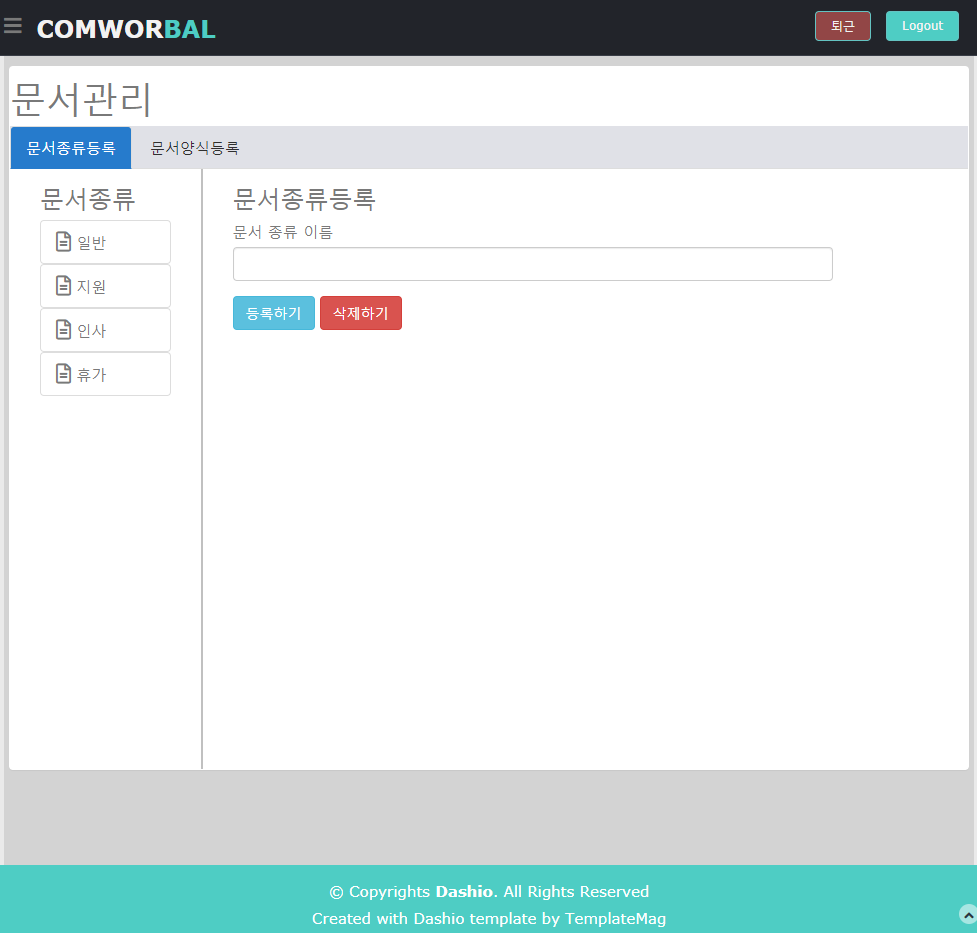 COMWORBAL 퇴근 Logout
문서관리
문서종류등록 문서양식등록
문서종류
일반
지원
인사
휴가
문서종류등록
문서 종류 이름
등록하기 삭제하기
© Copyrights Dashio. All Rights Reserved
Created with Dashio template by TemplateMag